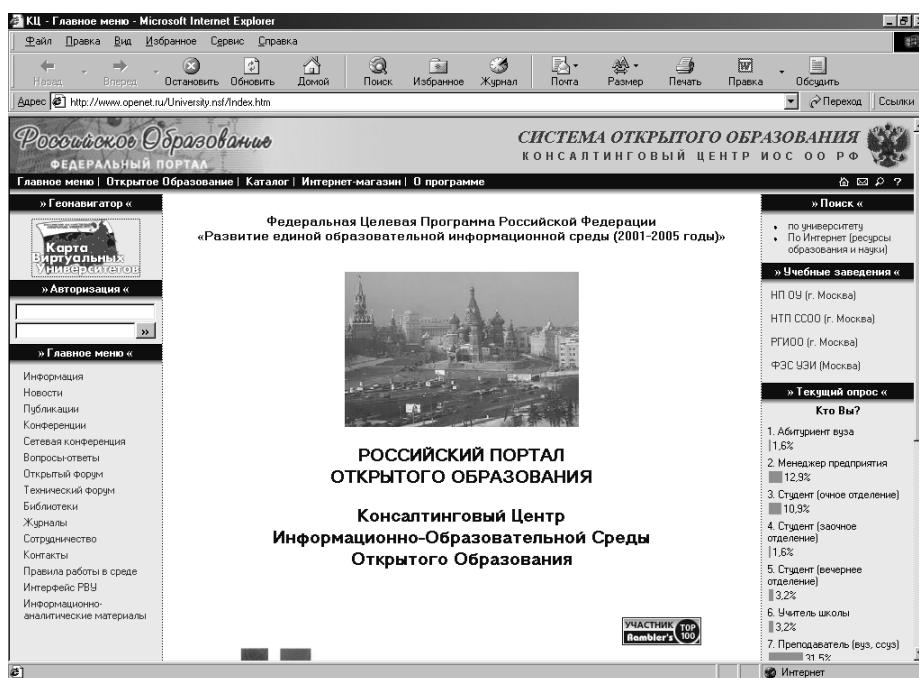 КЦ - Главное меню - Microsoft Internet Explorer
Файл Правка Вид Избранное Сервис Справка
Назад Вперед Остановить Обновить Домой Поиск Избранное Журнал Почта Размер Печать Правка Обсудить
Адрес http://www.openet.ru/University.nsf/Index.htm Переход Ссылки
Российское Образование
ФЕДЕРАЛЬНЫЙ ПОРТАЛ
СИСТЕМА ОТКРЫТОГО ОБРАЗОВАНИЯ
КОНСАЛТИНГОВЫЙ ЦЕНТР ИОС ОО РФ
Главное меню | Открытое Образование | Каталог | Интернет-магазин | О программе
» Геонавигатор «
Карта
Виртуальных
Университетов
» Авторизация «
»
» Главное меню «
Информация
Новости
Публикации
Конференции
Сетевая конференция
Вопросы-ответы
Открытый форум
Технический форум
Библиотеки
Журналы
Сотрудничество
Контакты
Правила работы в среде
Интерфейс РВУ
Информационно-
аналитические материалы
Федеральная Целевая Программа Российской Федерации
«Развитие единой образовательной информационной среды (2001-2005 годы)»
РОССИЙСКИЙ ПОРТАЛ
ОТКРЫТОГО ОБРАЗОВАНИЯ
Консалтинговый Центр
Информационно-Образовательной Среды
Открытого Образования
УЧАСТНИК TOP
Rambler's 100
» Поиск «
по университету
По Интернет (ресурсы
образования и науки)
» Учебные заведения «
НП ОУ (г. Москва)
НТП ССОО (г. Москва)
РГИОО (г. Москва)
ФЭС УЗИ (Москва)
» Текущий опрос «
Кто Вы?
1. Абитуриент вуза
1,6%
2. Менеджер предприятия
12,9%
3. Студент (очное отделение)
10,9%
4. Студент (заочное
отделение)
1,6%
5. Студент (вечернее
отделение)
3,2%
6. Учитель школы
3,2%
7. Преподаватель (вуз, ссуз)
31,5%
Интернет